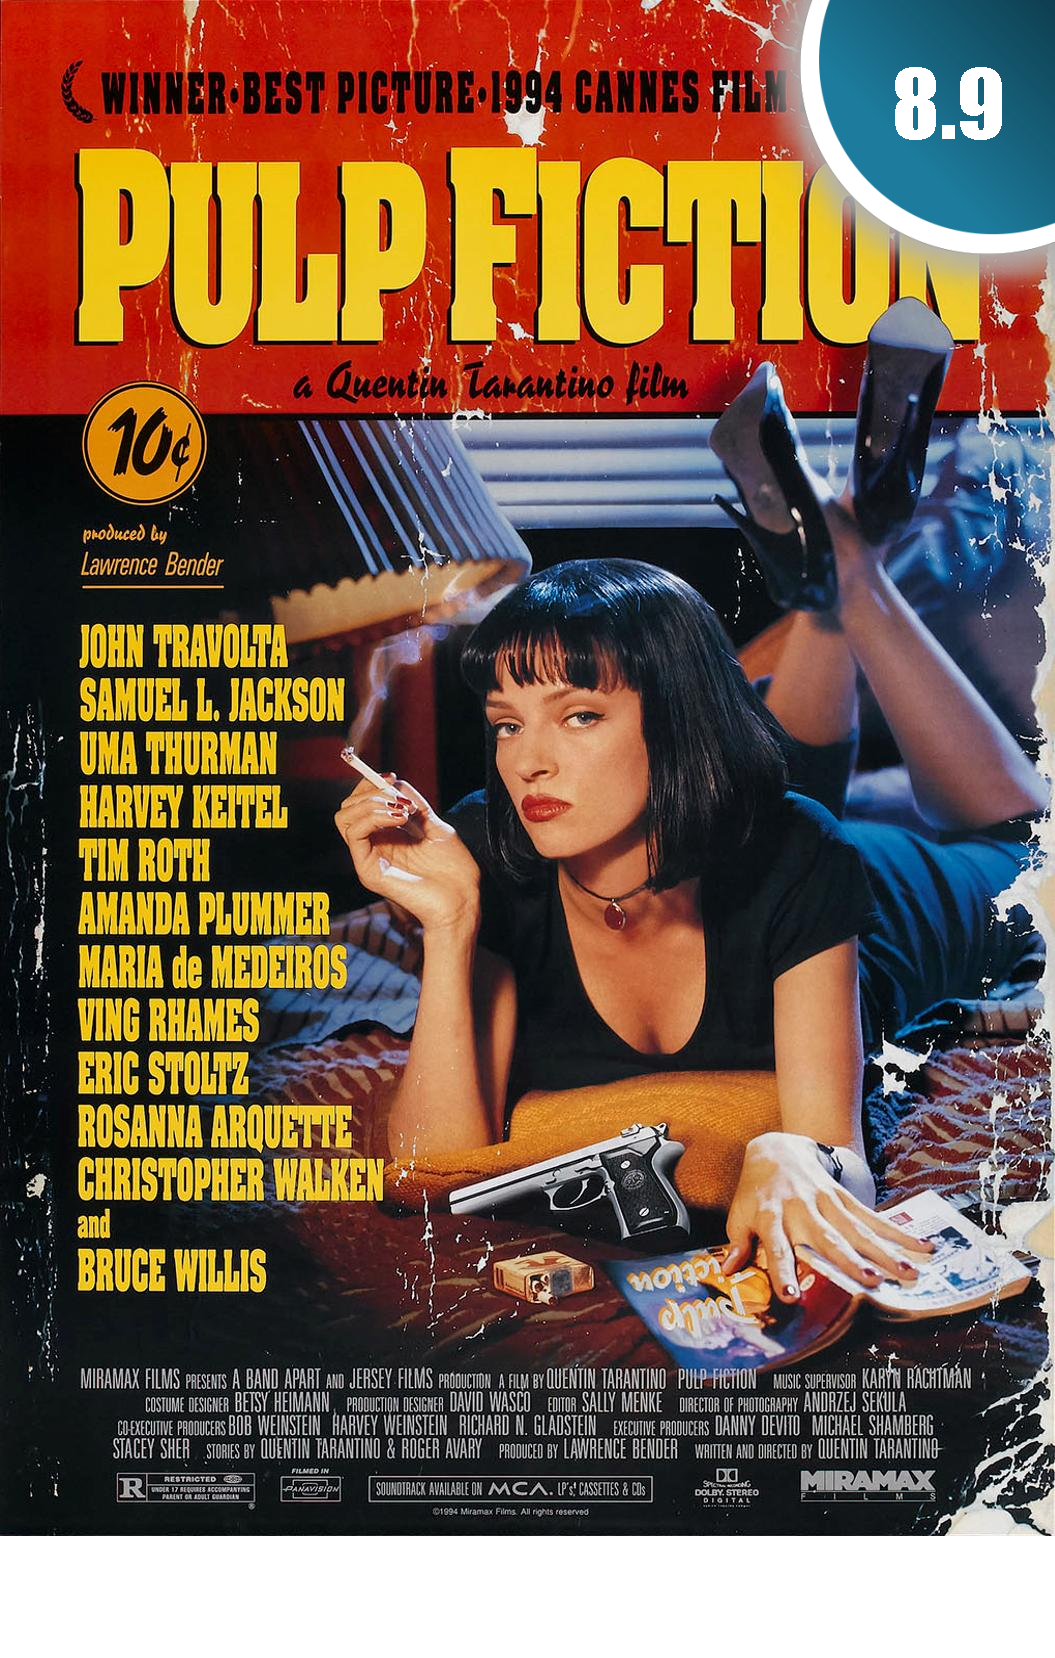 WINNER•BEST PICTURE•1994 CANNES FILM
8.9
PULP FICTION
a Quentin Tarantino film
10¢
produced by
Lawrence Bender
JOHN TRAVOLTA
SAMUEL L. JACKSON
UMA THURMAN
HARVEY KEITEL
TIM ROTH
AMANDA PLUMMER
MARIA de MEDEIROS
VING RHAMES
ERIC STOLTZ
ROSANNA ARQUETTE
CHRISTOPHER WALKEN
and
BRUCE WILLIS
Pulp
Fiction
MIRAMAX FILMS PRESENTS A BAND APART AND JERSEY FILMS PRODUCTION A FILM BY QUENTIN TARANTINO PULP FICTION MUSIC SUPERVISOR KARYN RACHTMAN
COSTUME DESIGNER BETSY HEIMANN PRODUCTION DESIGNER DAVID WASCO EDITOR SALLY MENKE DIRECTOR OF PHOTOGRAPHY ANDRZEJ SEKULA
CO-EXECUTIVE PRODUCERS BOB WEINSTEIN HARVEY WEINSTEIN RICHARD N. GLADSTEIN EXECUTIVE PRODUCERS DANNY DEVITO MICHAEL SHAMBERG
STACEY SHER STORIES BY QUENTIN TARANTINO & ROGER AVARY PRODUCED BY LAWRENCE BENDER WRITTEN AND DIRECTED BY QUENTIN TARANTINO
R RESTRICTED
UNDER 17 REQUIRES ACCOMPANYING
PARENT OR ADULT GUARDIAN
FILMED IN
PANAVISION
SOUNDTRACK AVAILABLE ON MCA. LP's, CASSETTES & CDs
DOLBY STEREO
DIGITAL
MIRAMAX
FILMS
©1994 Miramax Films. All rights reserved